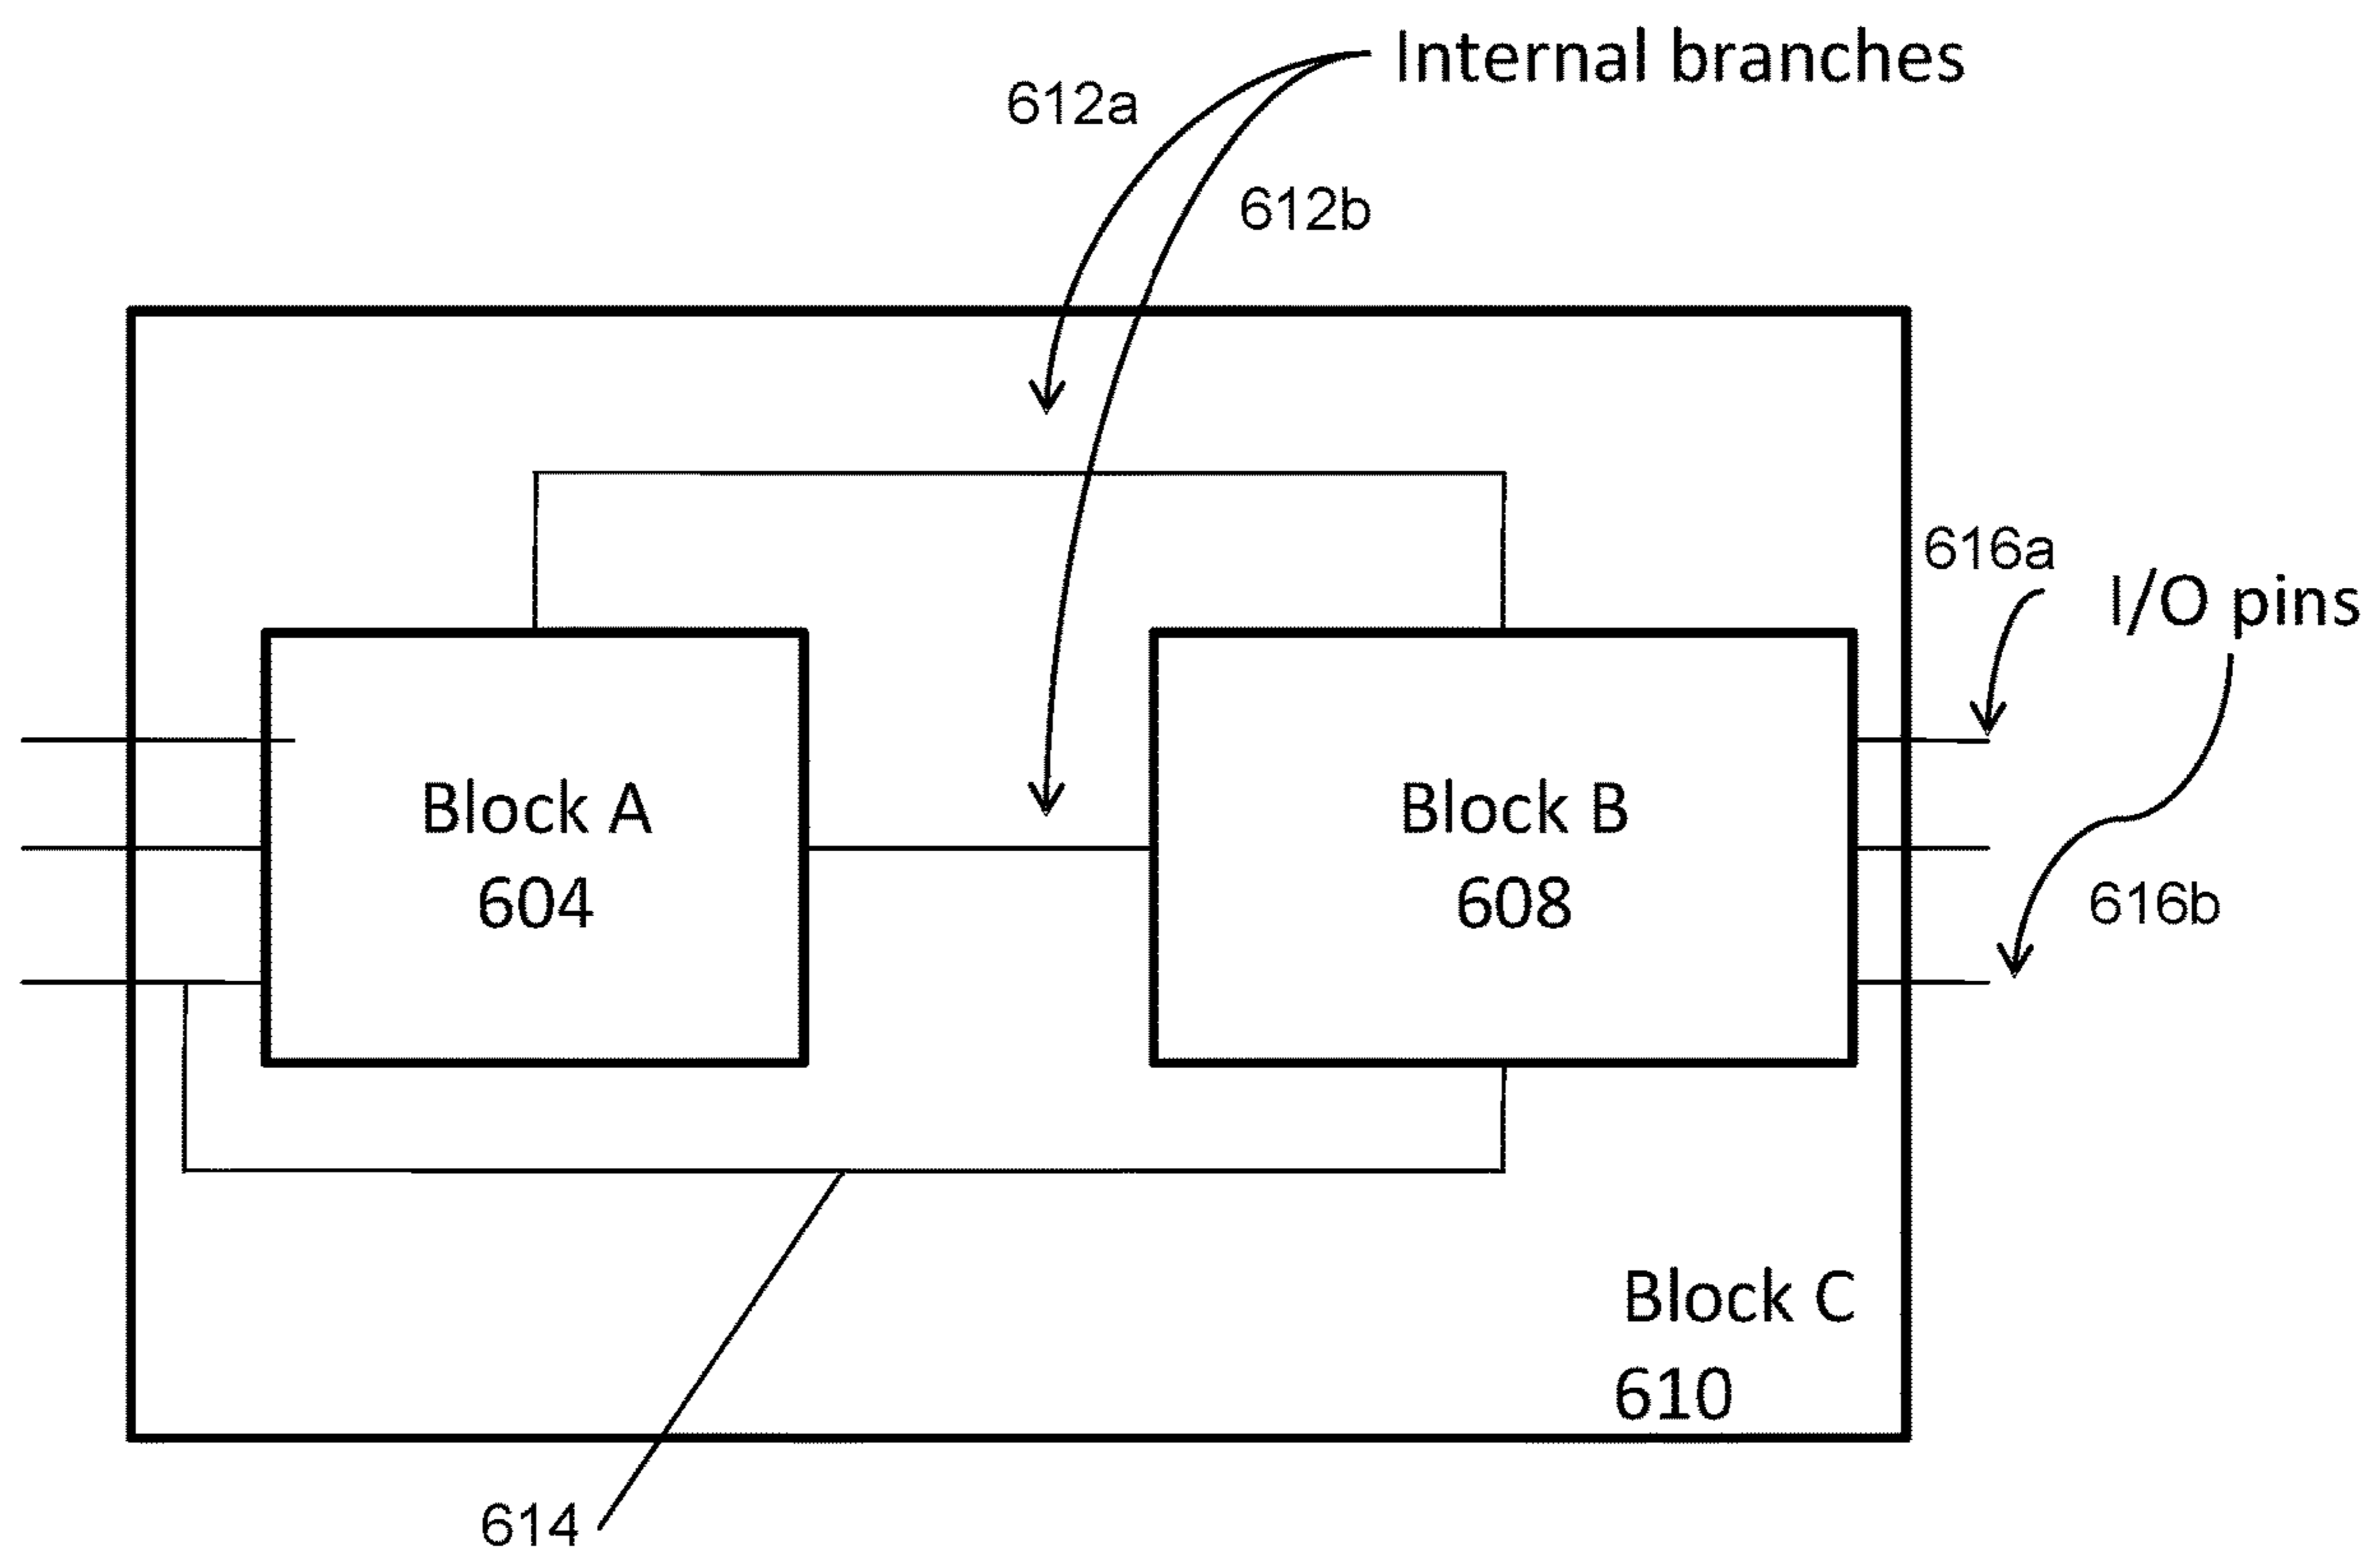 Internal branches
612a
612b
616a
I/O pins
Block A
604
Block B
608
616b
Block C
610
614